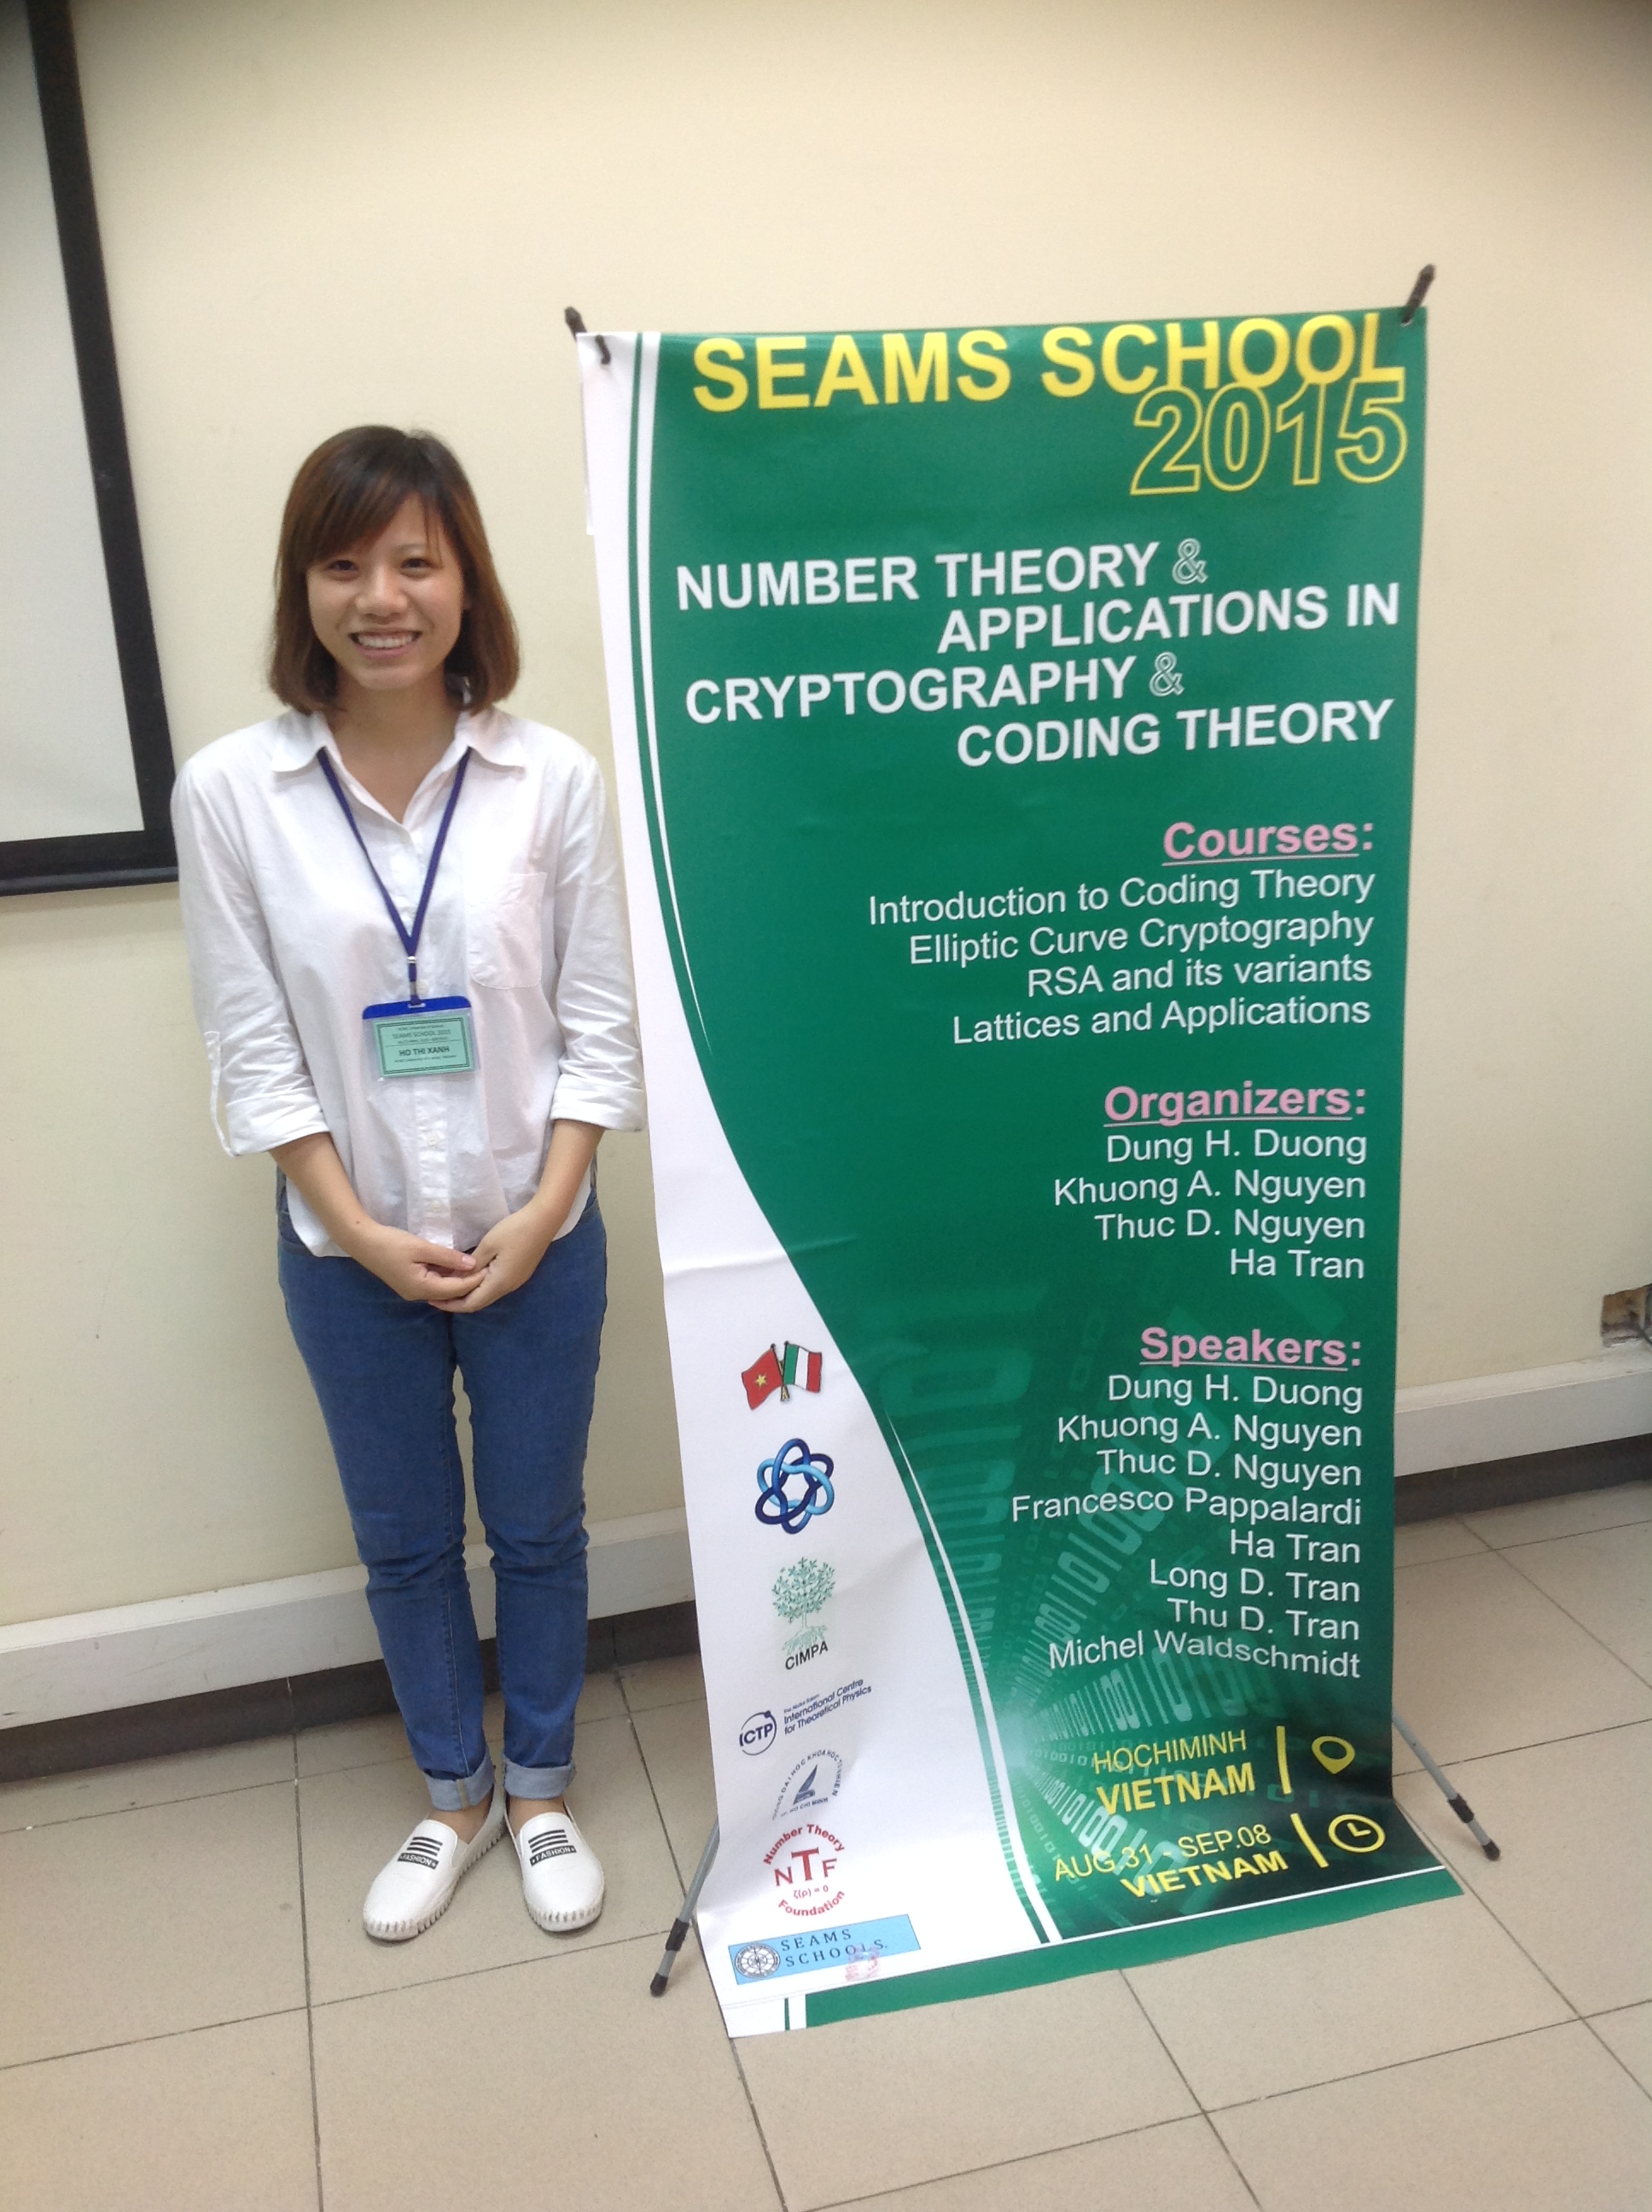 SEAMS SCHOOL
2015
NUMBER THEORY &
APPLICATIONS IN
CRYPTOGRAPHY &
CODING THEORY
Courses:
Introduction to Coding Theory
Elliptic Curve Cryptography
RSA and its variants
Lattices and Applications
Organizers:
Dung H. Duong
Khuong A. Nguyen
Thuc D. Nguyen
Ha Tran
Speakers:
Dung H. Duong
Khuong A. Nguyen
Thuc D. Nguyen
Francesco Pappalardi
Ha Tran
Long D. Tran
Thu D. Tran
Michel Waldschmidt
HOCHIMINH
VIETNAM
AUG.31 - SEP.08
VIETNAM
CIMPA
ICTP
International Centre
for Theoretical Physics
Number Theory
NTF
ζ(ρ) = 0
Foundation
SEAMS
SCHOOLS
SEAMS SCHOOL 2015
HO THI XANH
FASHION
FASHION